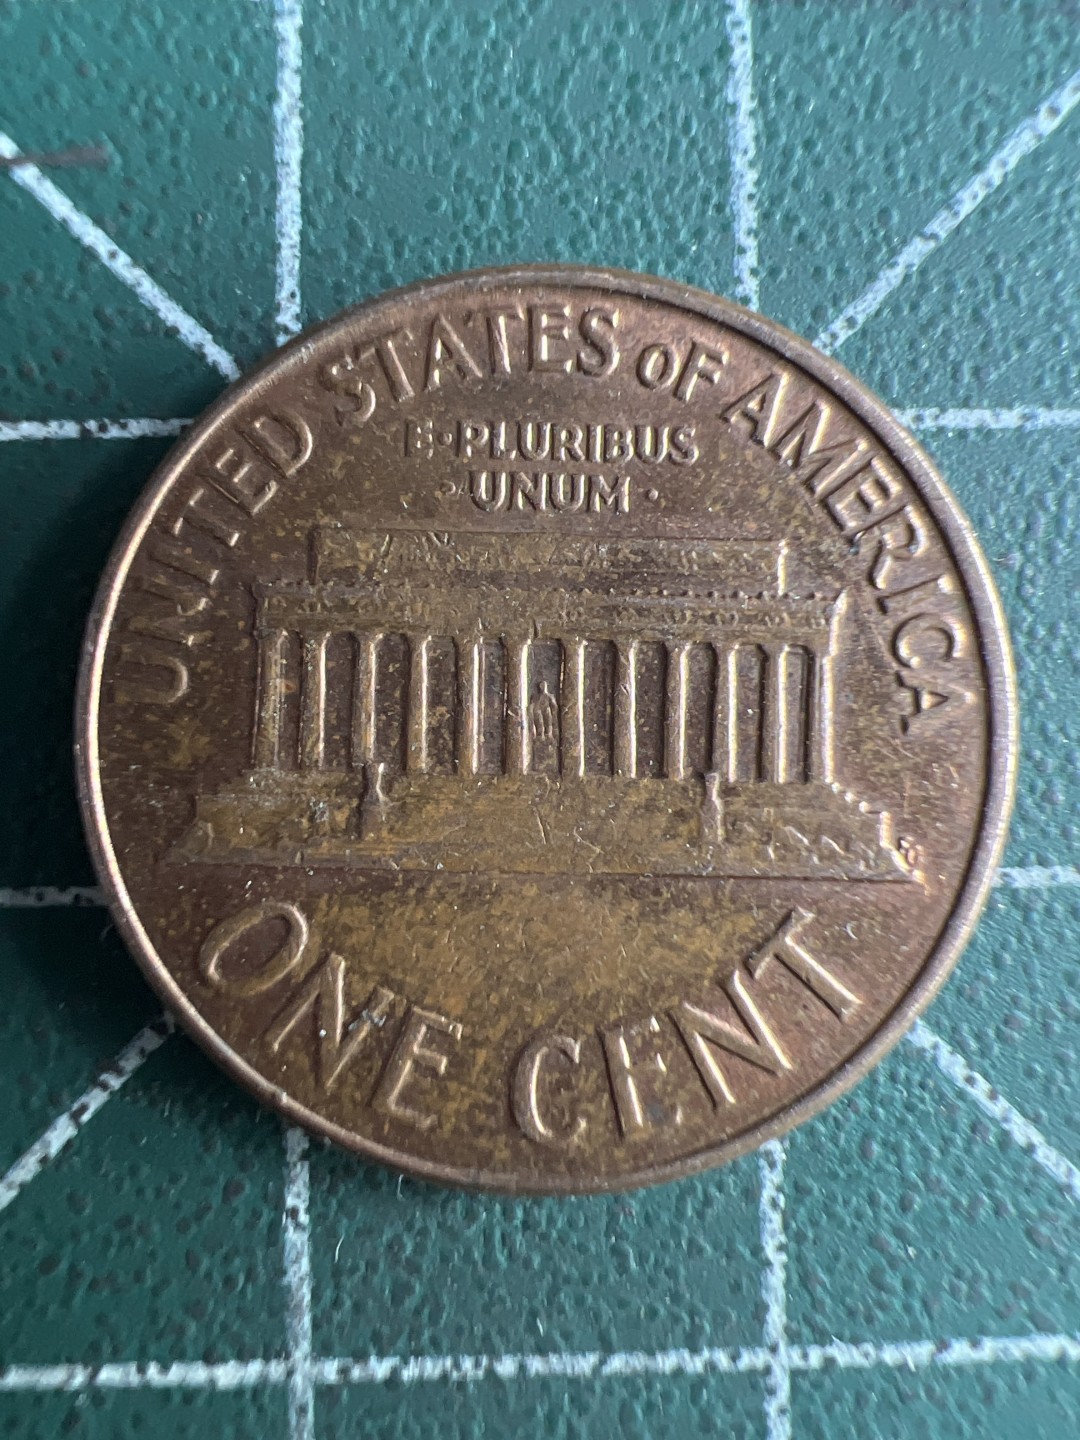 UNITED STATES OF AMERICA
E·PLURIBUS
·UNUM·
ONE CENT